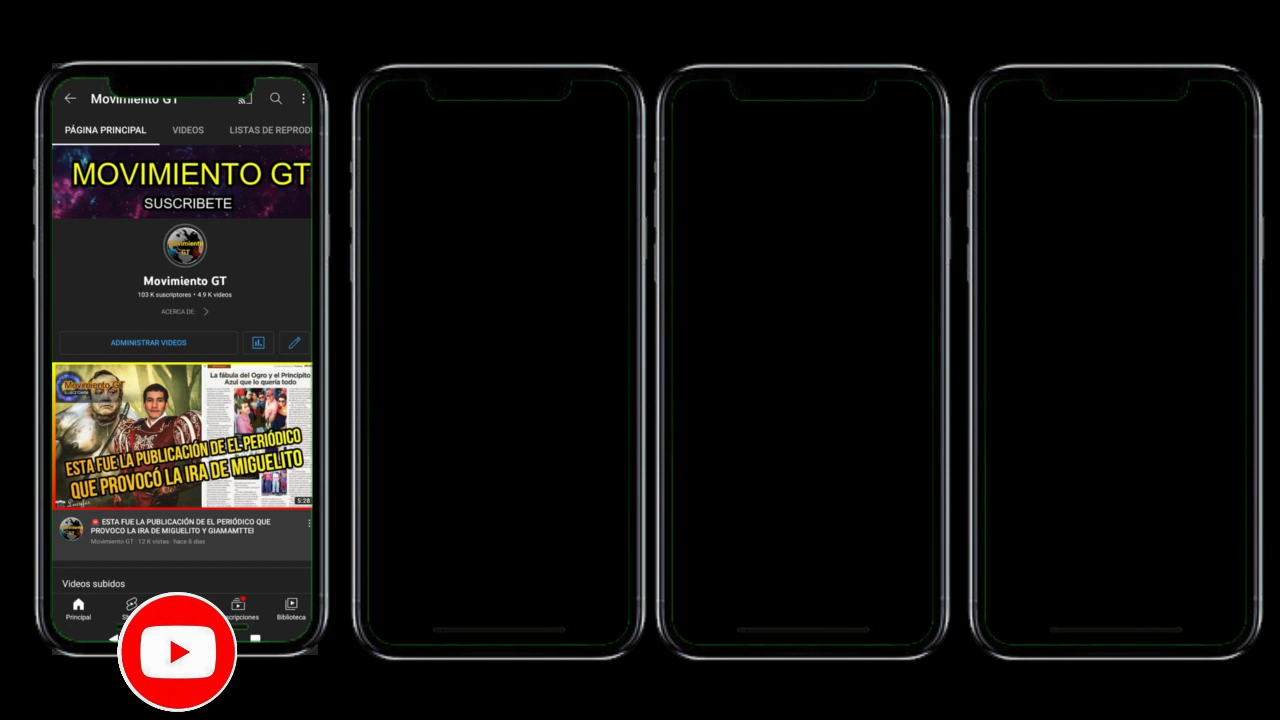 Movimiento GT
PÁGINA PRINCIPAL
VIDEOS
LISTAS DE REPROD
MOVIMIENTO GT
SUSCRIBETE
Movimiento
GT
Movimiento GT
103 K suscriptores • 4.9 K videos
ACERCA DE:
ADMINISTRAR VIDEOS
Movimiento GT
La fábula del Ogro y el Principito
Azul que lo quería todo
ESTA FUE LA PUBLICACIÓN DE EL PERIÓDICO
QUE PROVOCÓ LA IRA DE MIGUELITO
5:28
ESTA FUE LA PUBLICACIÓN DE EL PERIÓDICO QUE
PROVOCO LA IRA DE MIGUELITO Y GIAMAMTTEI
Movimiento GT · 12 K vistas · hace 8 días
Videos subidos
Principal
scripciones
Biblioteca